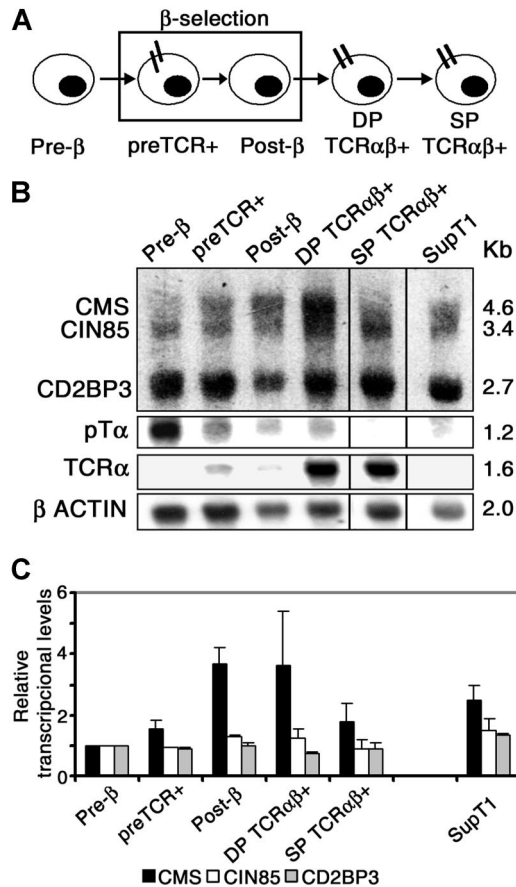 A
β-selection
Pre-β
preTCR+
Post-β
DP
TCRαβ+
SP
TCRαβ+
B
Pre-β
preTCR+
Post-β
DP TCRαβ+
SP TCRαβ+
SupT1
Kb
CMS
4.6
CIN85
3.4
CD2BP3
2.7
pTα
1.2
TCRα
1.6
β ACTIN
2.0
C
Relative
transcripcional levels
6
4
2
0
Pre-β
preTCR+
Post-β
DP TCRαβ+
SP TCRαβ+
SupT1
CMS CIN85 CD2BP3